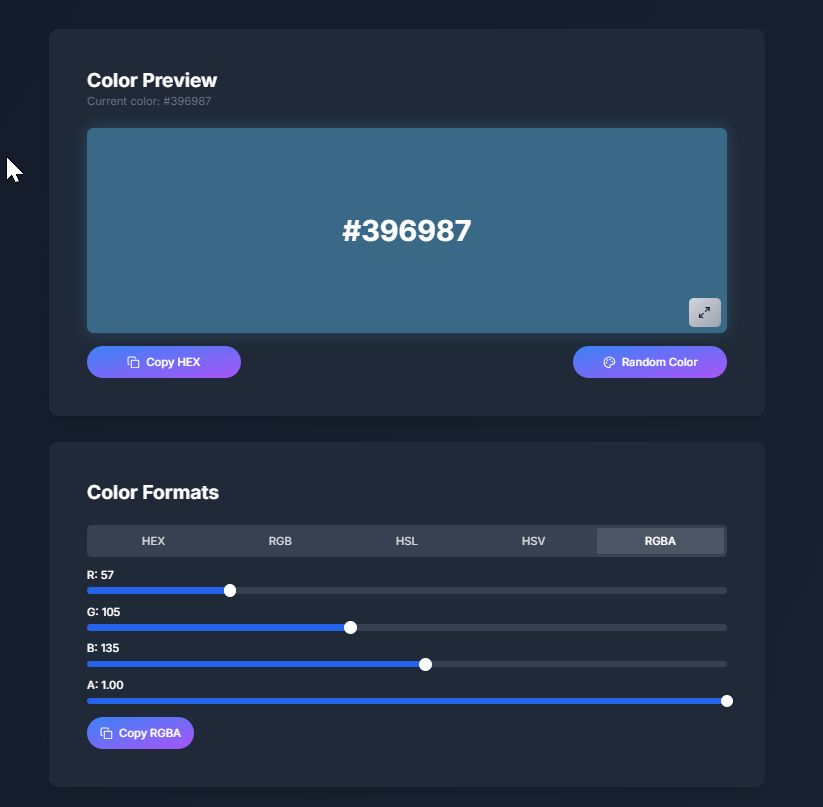 Color Preview
Current color: #396987
#396987
Copy HEX
Random Color
Color Formats
HEX RGB HSL HSV RGBA
R: 57
G: 105
B: 135
A: 1.00
Copy RGBA